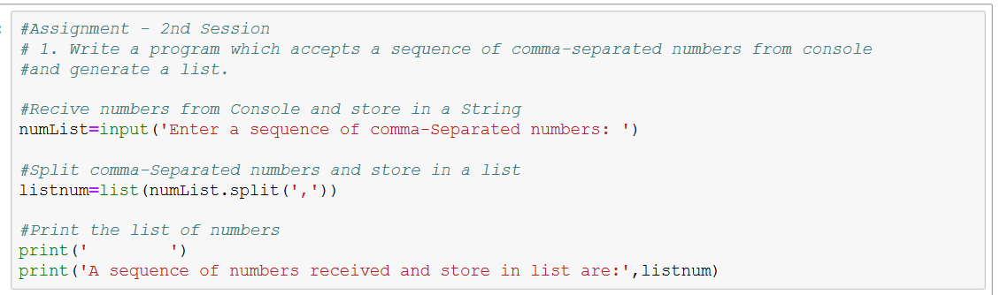 #Assignment - 2nd Session
# 1. Write a program which accepts a sequence of comma-separated numbers from console
#and generate a list.
#Recive numbers from Console and store in a String
numList=input('Enter a sequence of comma-Separated numbers: ')
#Split comma-Separated numbers and store in a list
listnum=list(numList.split(','))
#Print the list of numbers
print('         ')
print('A sequence of numbers received and store in list are:',listnum)